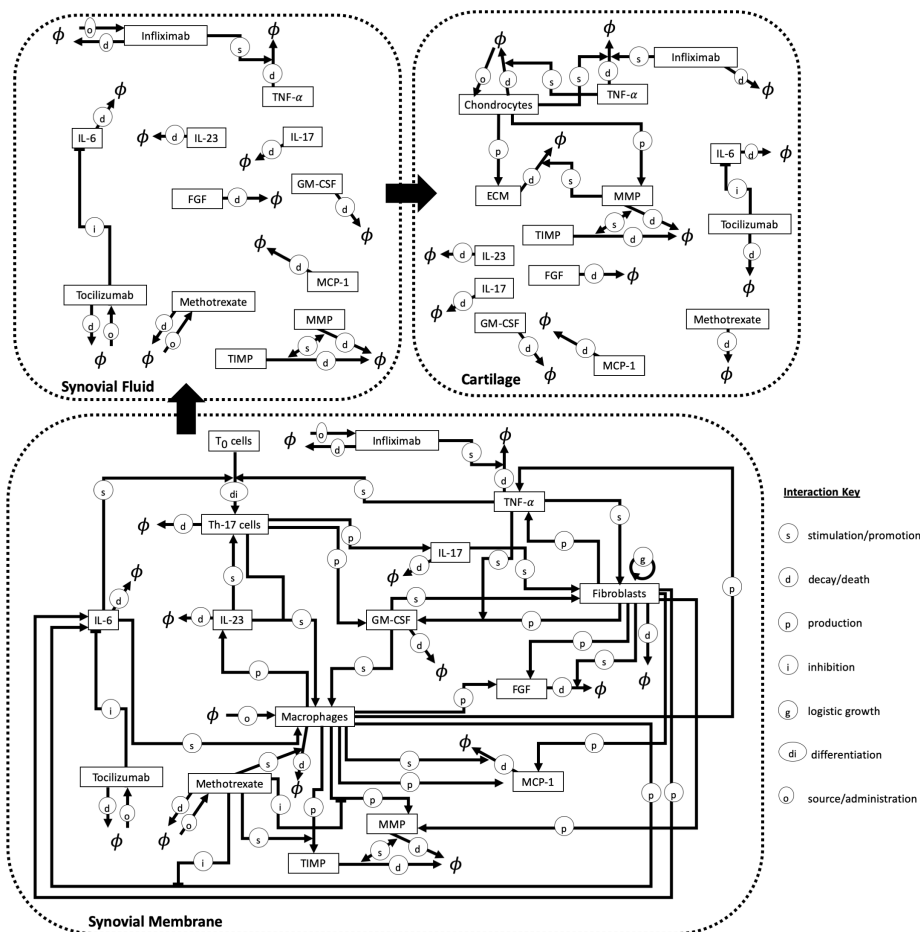 ϕ
o
d
Infliximab
s
ϕ
d
TNF-α
ϕ
d
IL-6
ϕ
d
IL-23
IL-17
d
ϕ
FGF
d
ϕ
GM-CSF
d
ϕ
ϕ
d
MCP-1
i
Tocilizumab
d
o
ϕ
ϕ
Methotrexate
d
o
ϕ
MMP
s
d
TIMP
d
ϕ
Synovial Fluid
ϕ
o
d
s
s
ϕ
d
s
Infliximab
d
ϕ
Chondrocytes
TNF-α
p
p
ϕ
d
s
ECM
MMP
TIMP
s
d
d
ϕ
IL-6
d
ϕ
i
Tocilizumab
d
ϕ
ϕ
d
IL-23
IL-17
d
ϕ
FGF
d
ϕ
GM-CSF
d
ϕ
ϕ
d
MCP-1
Methotrexate
d
ϕ
Cartilage
T0 cells
ϕ
o
d
Infliximab
s
ϕ
d
s
di
s
TNF-α
ϕ
d
Th-17 cells
p
p
IL-17
d
ϕ
s
p
s
g
s
s
Fibroblasts
p
ϕ
d
IL-6
ϕ
d
IL-23
s
s
GM-CSF
s
p
d
ϕ
s
p
p
s
d
ϕ
p
FGF
d
ϕ
ϕ
o
Macrophages
i
s
s
d
ϕ
s
p
ϕ
d
MCP-1
p
Tocilizumab
d
o
ϕ
ϕ
Methotrexate
d
o
ϕ
i
p
p
p
p
MMP
p
s
s
d
i
TIMP
d
ϕ
Synovial Membrane
Interaction Key
s stimulation/promotion
d decay/death
p production
i inhibition
g logistic growth
di differentiation
o source/administration